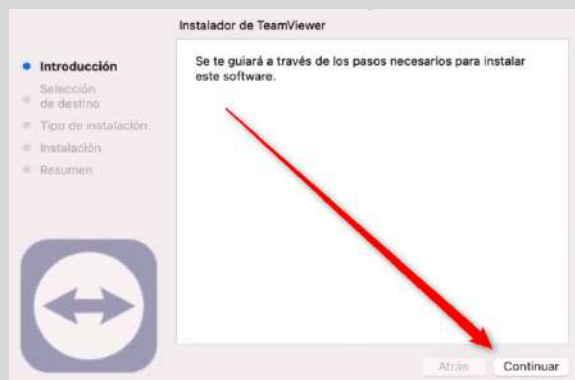 Instalador de TeamViewer
Introducción
Selección
de destino
Tipo de instalación
Instalación
Resumen
Se te guiará a través de los pasos necesarios para instalar
este software.
Atrás
Continuar